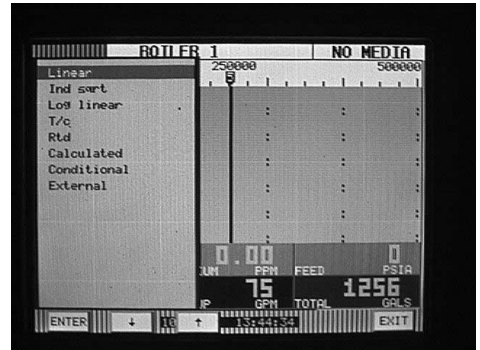 BOILER 1 NO MEDIA
250000 500000
Linear
Ind sqrt
Log linear
T/c
Rtd
Calculated
Conditional
External
0.00 0
PPM FEED PSIA
75 1256
GPM TOTAL GALS
ENTER ↓ 10 ↑ 13:44:34 EXIT